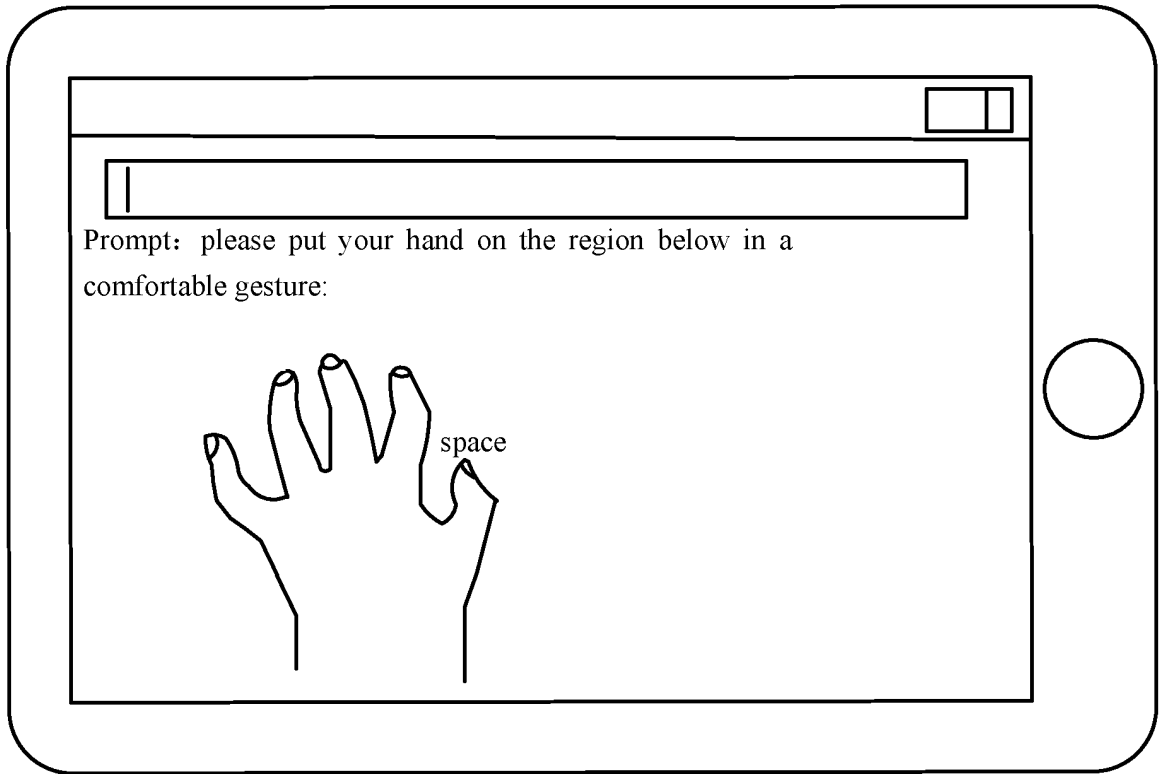 Prompt：please put your hand on the region below in a
comfortable gesture:
space